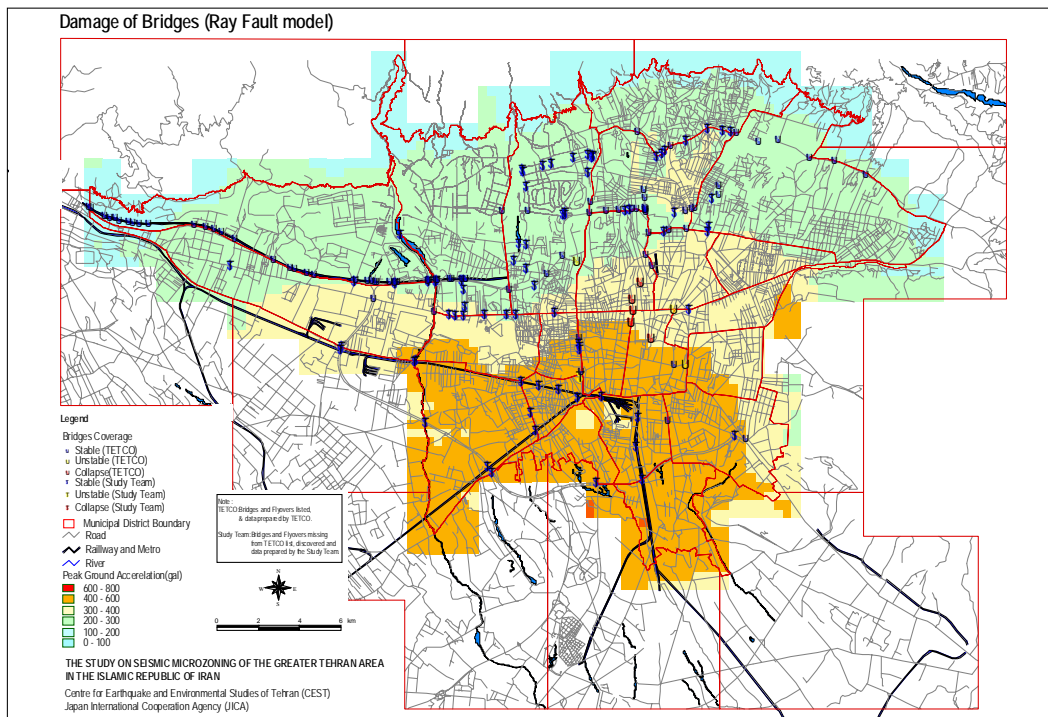 Damage of Bridges (Ray Fault model)
Legend
Bridges Coverage
Stable (TETCO)
Unstable (TETCO)
Collapse(TETCO)
Stable (Study Team)
Unstable (Study Team)
Collapse (Study Team)
Municipal District Boundary
Road
Raillway and Metro
River
Peak Ground Accerelation(gal)
600 - 800
400 - 600
300 - 400
200 - 300
100 - 200
0 - 100
Note :
TETCO:Bridges and Flyovers listed,
& data prepared by TETCO.
Study Team:Bridges and Flyovers missing
from TETCO list, discovered and
data prepared by the Study Team.
N
W E
S
0 2 4 6 km
THE STUDY ON SEISMIC MICROZONING OF THE GREATER TEHRAN AREA
IN THE ISLAMIC REPUBLIC OF IRAN
Centre for Earthquake and Environmental Studies of Tehran (CEST)
Japan International Cooperation Agency (JICA)